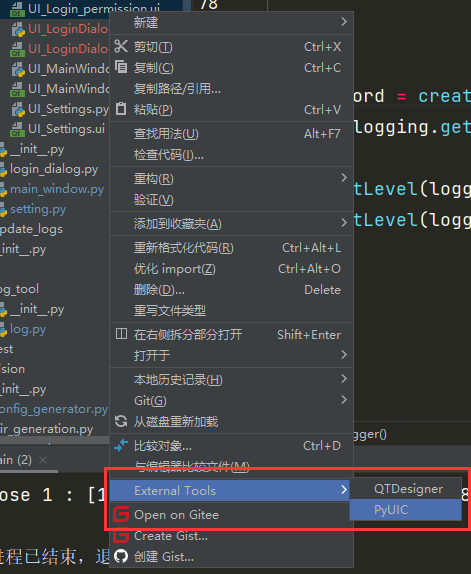 78
UI_Login_permission.ui
UI_LoginDialo
UI_LoginDialo
UI_MainWindo
UI_MainWindo
UI_Settings.py
UI_Settings.ui
__init__.py
login_dialog.py
main_window.py
setting.py
pdate_logs
_init__.py
og_tool
__init__.py
log.py
est
ision
_init__.py
onfig_generator.py
ir_generation.py
ain (2) ×
ose 1 : [1
进程已结束，退
新建
剪切(T) Ctrl+X
复制(C) Ctrl+C
复制路径/引用...
粘贴(P) Ctrl+V
查找用法(U) Alt+F7
检查代码(I)...
重构(R)
验证(V)
添加到收藏夹(A)
重新格式化代码(R) Ctrl+Alt+L
优化 import(Z) Ctrl+Alt+O
删除(D)... Delete
重写文件类型
在右侧拆分部分打开 Shift+Enter
打开于
本地历史记录(H)
Git(G)
从磁盘重新加载
比较对象... Ctrl+D
与编辑器比较文件(M)
External Tools
Open on Gitee
Create Gist...
创建 Gist...
QTDesigner
PyUIC
ord = creat
logging.get
tLevel(logg
tLevel(logg
gger()
8